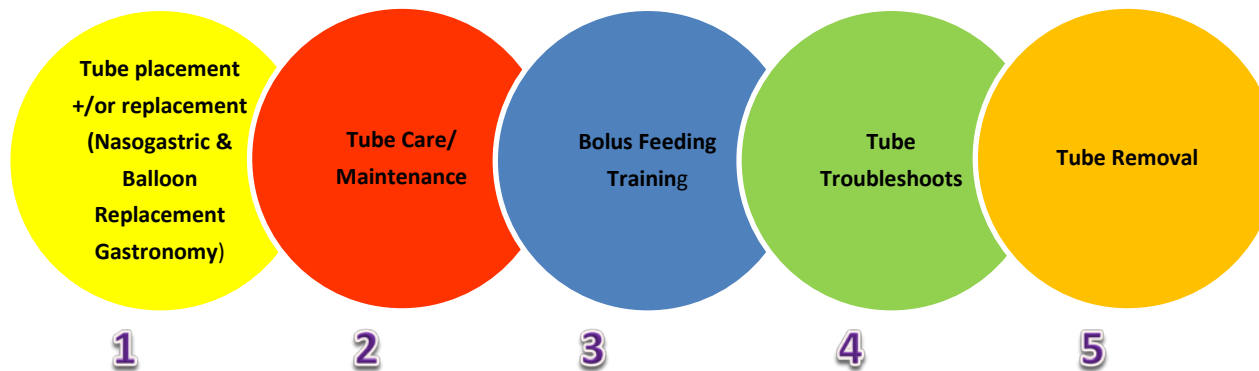 Tube placement
+/or replacement
(Nasogastric &
Balloon
Replacement
Gastronomy)
Tube Care/
Maintenance
Bolus Feeding
Training
Tube
Troubleshoots
Tube Removal
1
2
3
4
5